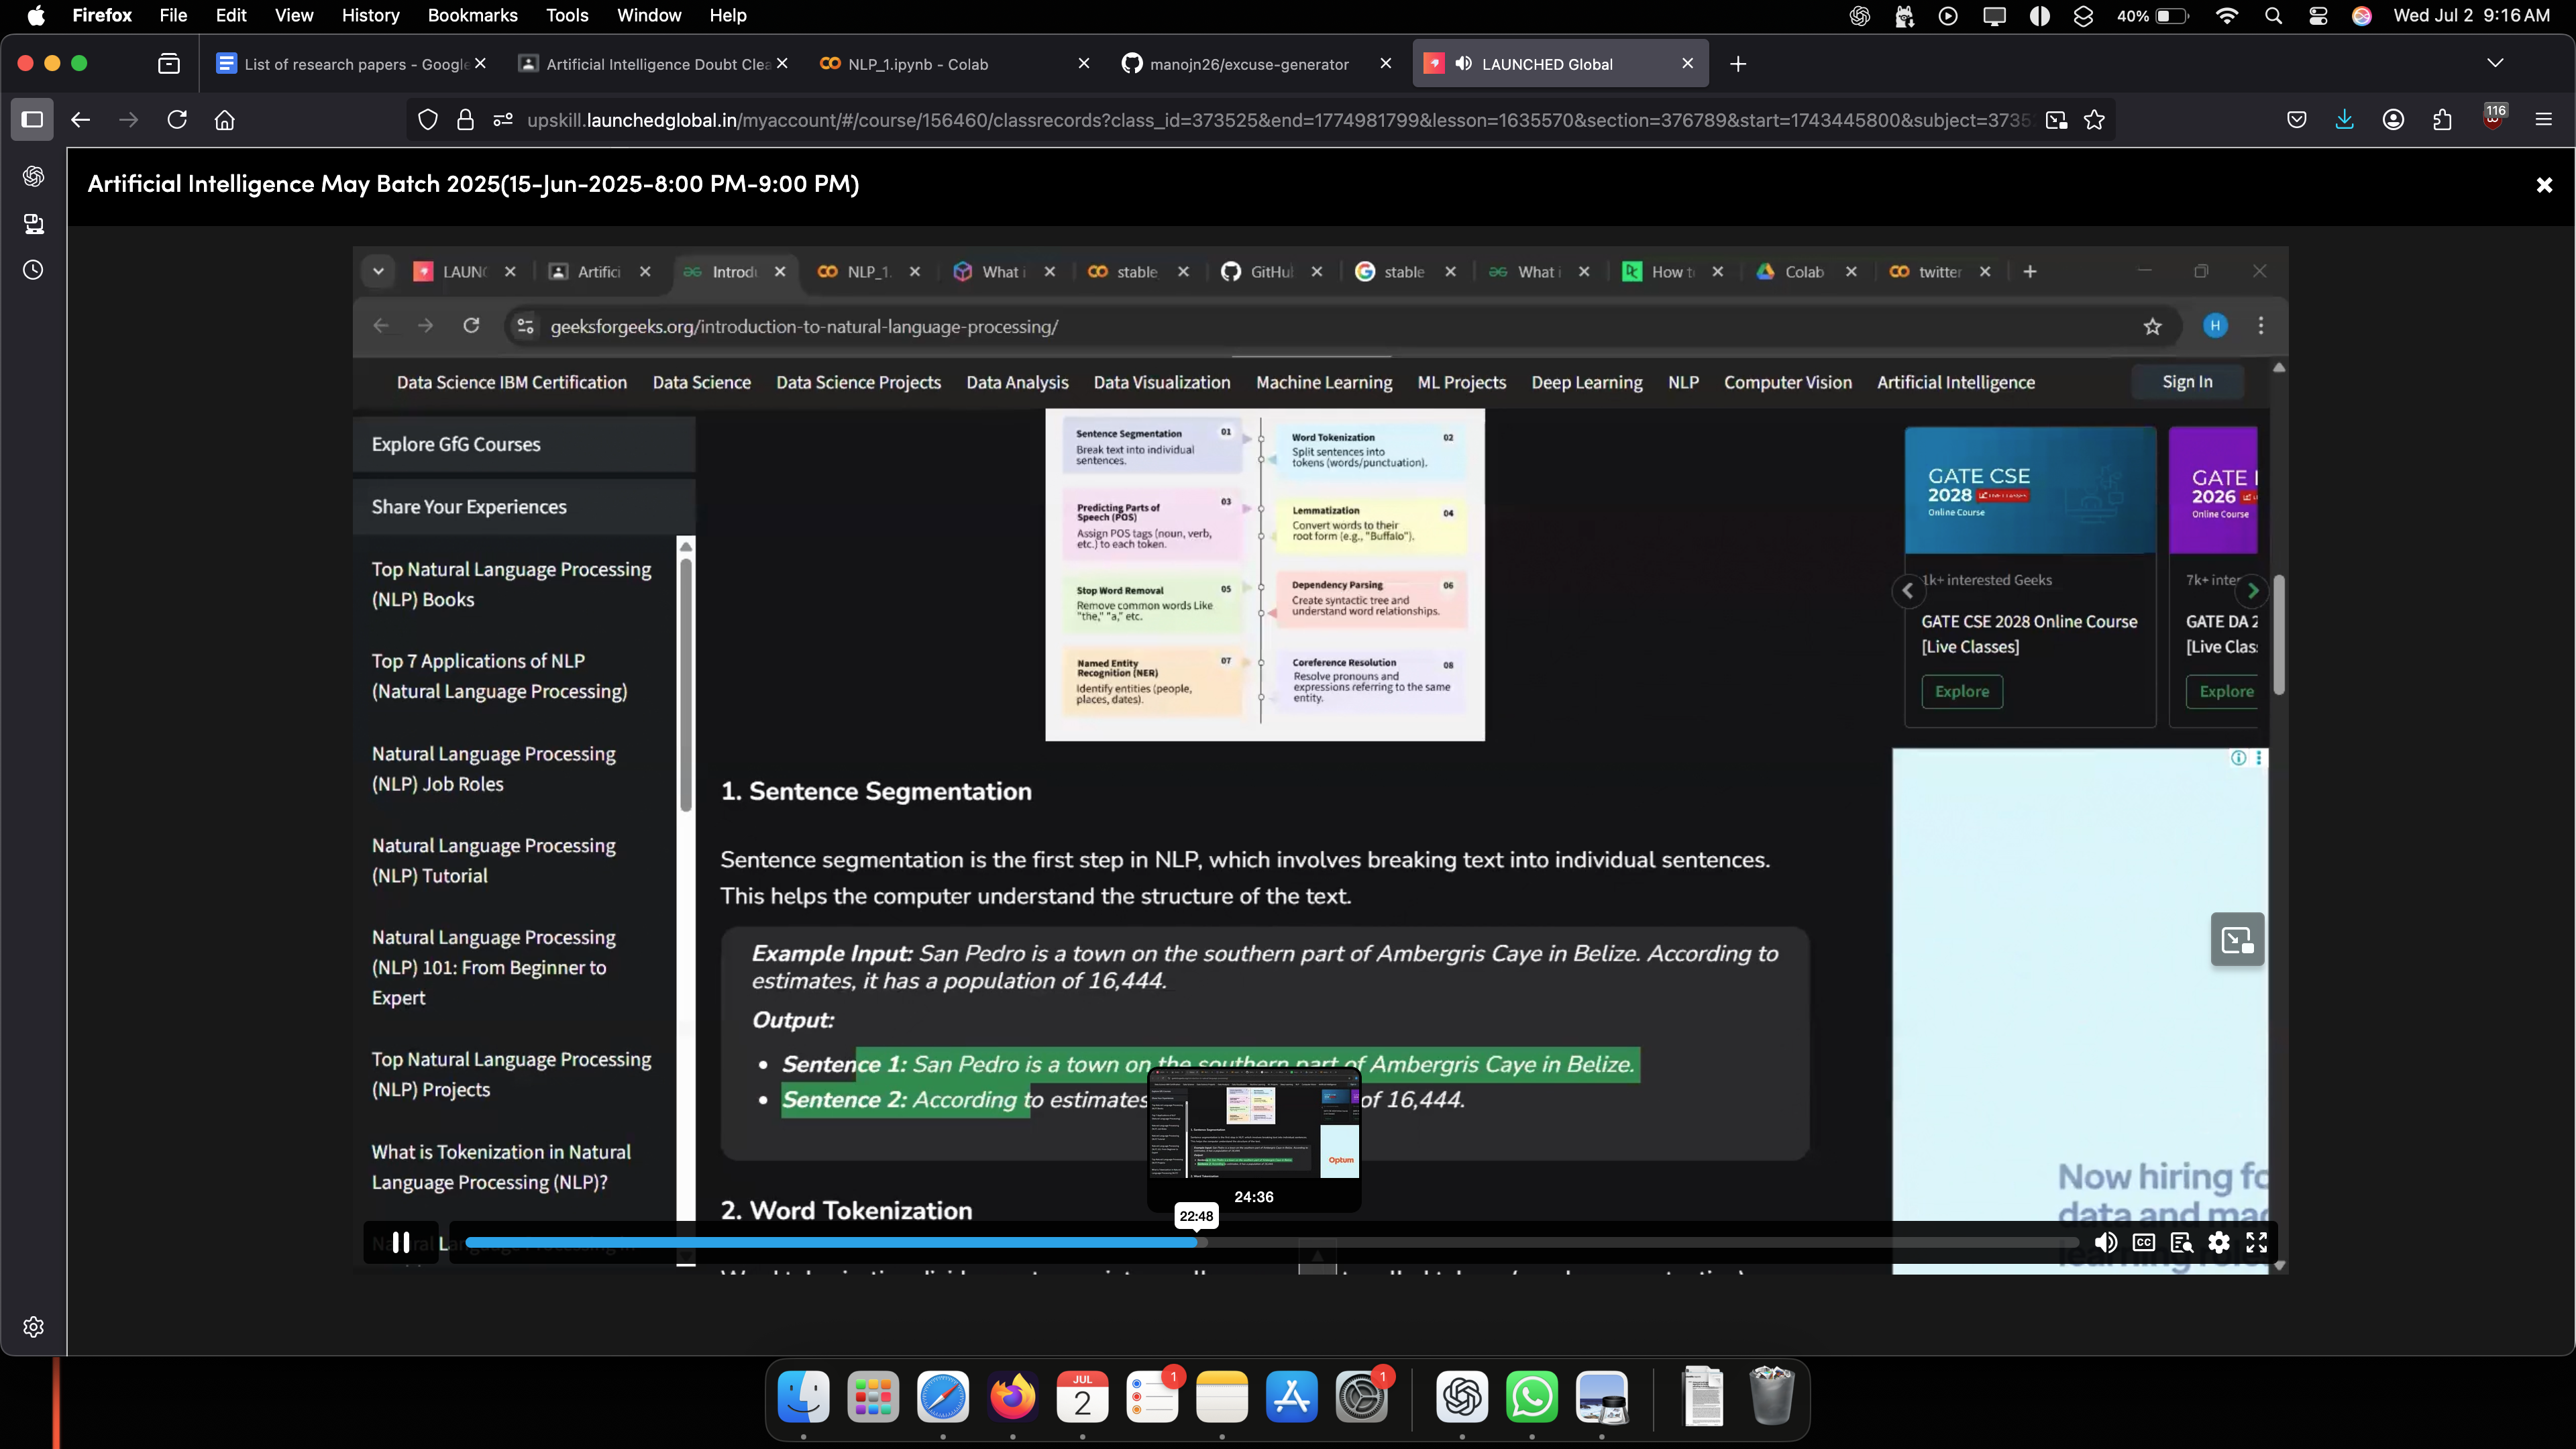 Firefox File Edit View History Bookmarks Tools Window Help
40% Wed Jul 2 9:16 AM
List of research papers - Google
Artificial Intelligence Doubt Clea
NLP_1.ipynb - Colab
manojn26/excuse-generator
LAUNCHED Global
upskill.launchedglobal.in/myaccount/#/course/156460/classrecords?class_id=373525&end=1774981799&lesson=1635570&section=376789&start=1743445800&subject=3735
116
Artificial Intelligence May Batch 2025(15-Jun-2025-8:00 PM-9:00 PM)
LAUNC
Artifici
Introdu
NLP_1.
What i
stable
GitHu
stable
What i
How t
Colab
twitter
geeksforgeeks.org/introduction-to-natural-language-processing/
H
Data Science IBM Certification Data Science Data Science Projects Data Analysis Data Visualization Machine Learning ML Projects Deep Learning NLP Computer Vision Artificial Intelligence
Sign In
Explore GfG Courses
Share Your Experiences
Top Natural Language Processing
(NLP) Books
Top 7 Applications of NLP
(Natural Language Processing)
Natural Language Processing
(NLP) Job Roles
Natural Language Processing
(NLP) Tutorial
Natural Language Processing
(NLP) 101: From Beginner to
Expert
Top Natural Language Processing
(NLP) Projects
What is Tokenization in Natural
Language Processing (NLP)?
Sentence Segmentation 01
Break text into individual
sentences.
Word Tokenization 02
Split sentences into
tokens (words/punctuation).
Predicting Parts of 03
Speech (POS)
Assign POS tags (noun, verb,
etc.) to each token.
Lemmatization 04
Convert words to their
root form (e.g., "Buffalo").
Stop Word Removal 05
Remove common words Like
"the," "a," etc.
Dependency Parsing 06
Create syntactic tree and
understand word relationships.
Named Entity 07
Recognition (NER)
Identify entities (people,
places, dates).
Coreference Resolution 08
Resolve pronouns and
expressions referring to the same
entity.
1. Sentence Segmentation
Sentence segmentation is the first step in NLP, which involves breaking text into individual sentences.
This helps the computer understand the structure of the text.
Example Input: San Pedro is a town on the southern part of Ambergris Caye in Belize. According to
estimates, it has a population of 16,444.
Output:
• Sentence 1: San Pedro is a town on the southern part of Ambergris Caye in Belize.
• Sentence 2: According to estimates of 16,444.
2. Word Tokenization
Optum
24:36
22:48
GATE CSE
2028 LIVE CLASSES
Online Course
1k+ interested Geeks
GATE CSE 2028 Online Course
[Live Classes]
Explore
GATE
2026
Online Course
7k+ inter
GATE DA 2
[Live Clas
Explore
Now hiring fo
data and mac
learning
CC
JUL
2
1
1